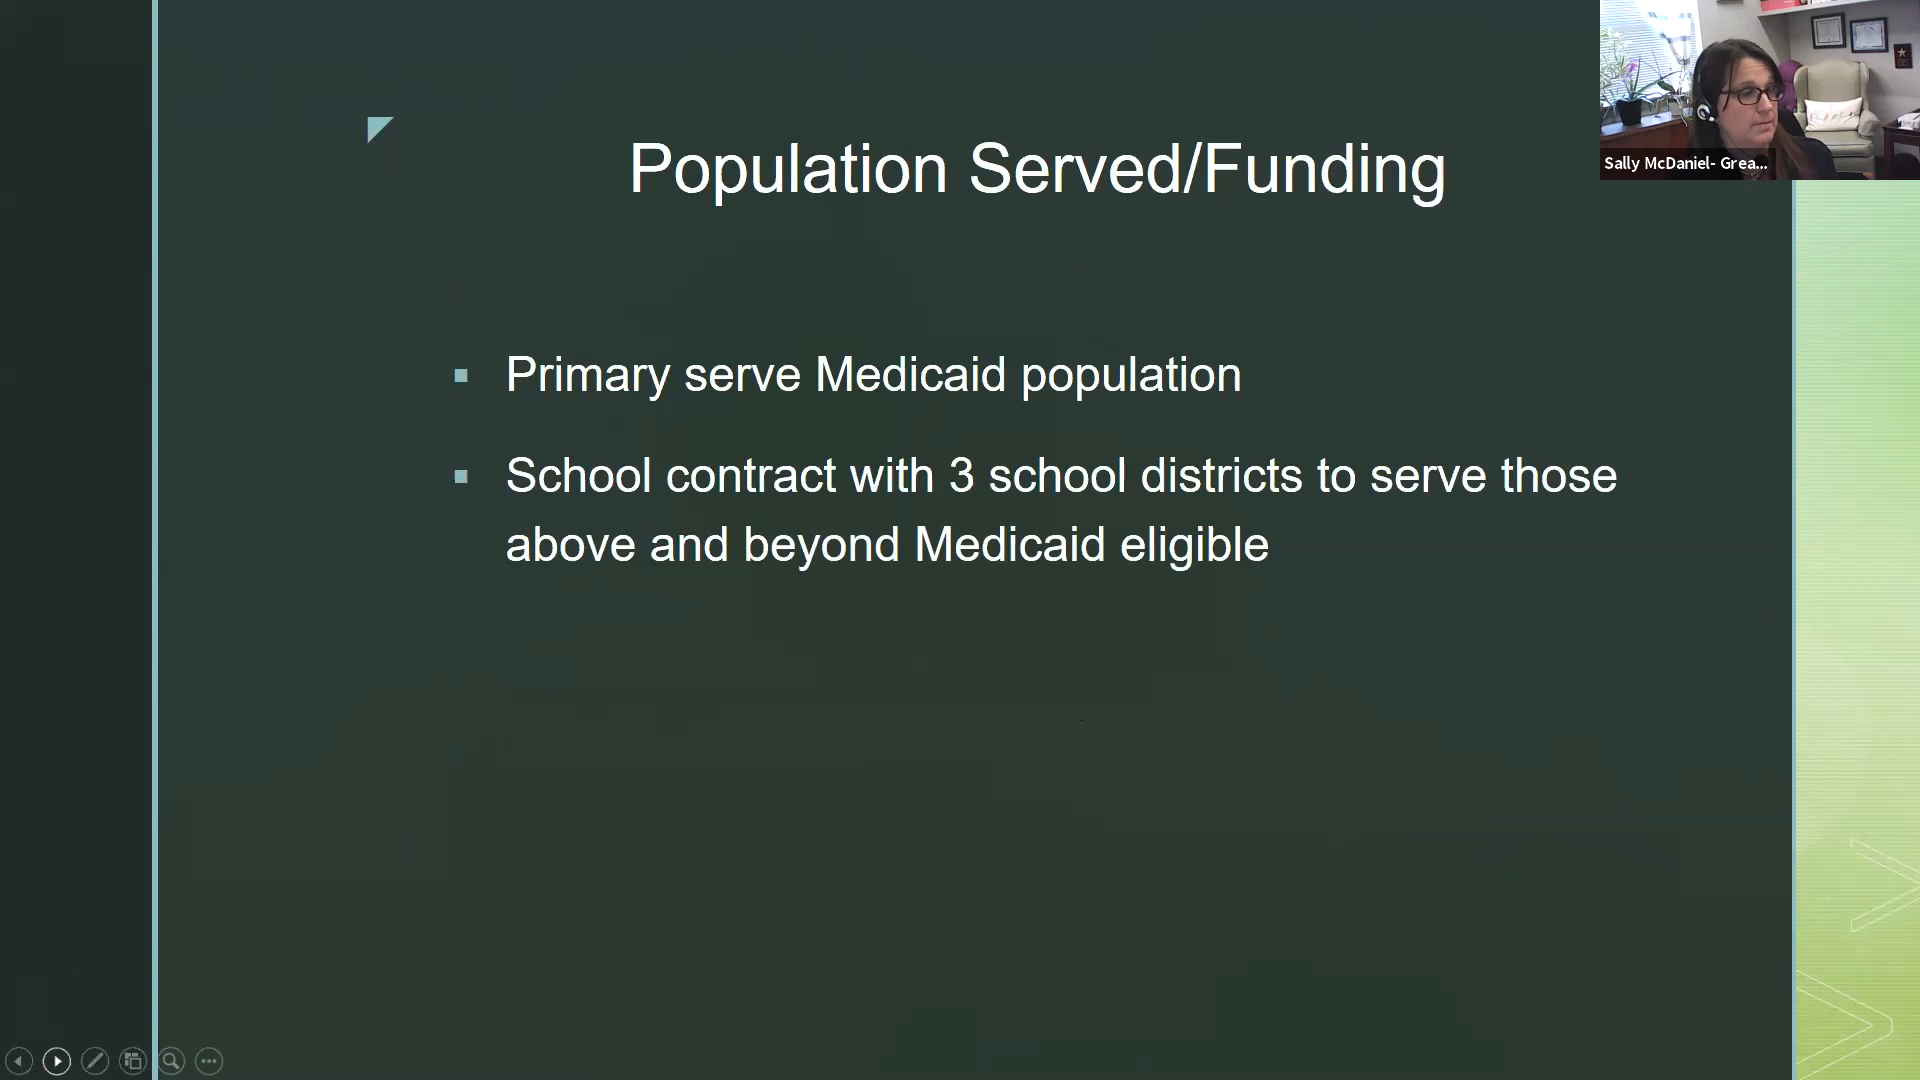 Population Served/Funding
Sally McDaniel- Grea...
Primary serve Medicaid population
School contract with 3 school districts to serve those
above and beyond Medicaid eligible